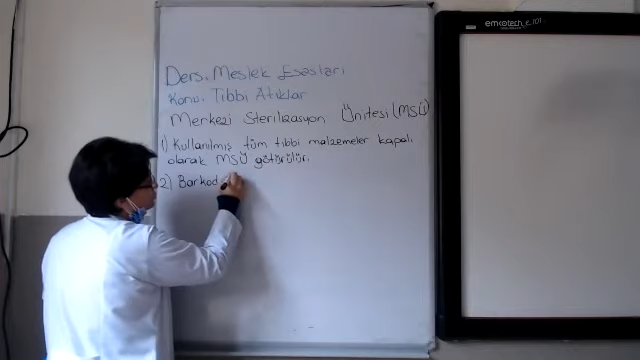 Ders. Meslek Esasları
Konu. Tıbbi Atıklar
Merkezi Sterilizasyon Ünitesi (MSÜ)
1) Kullanılmış tüm tıbbi malzemeler kapalı
olarak MSÜ götürülür.
2) Barkod
emkotech